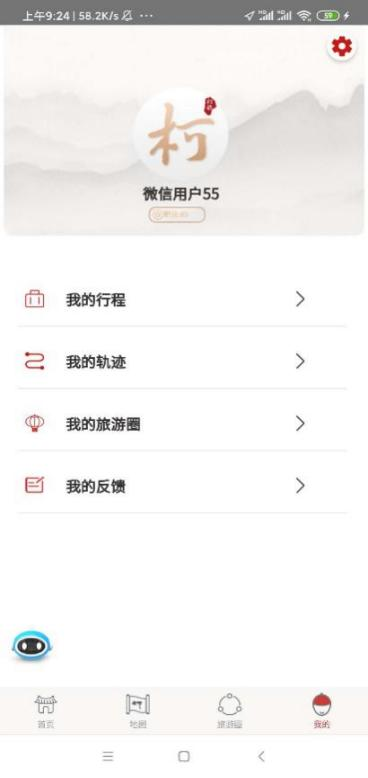 上午9:24 | 58.2K/s
59
柯
微信用户55
我的行程
我的轨迹
我的旅游圈
我的反馈
首页
地图
旅游圈
我的